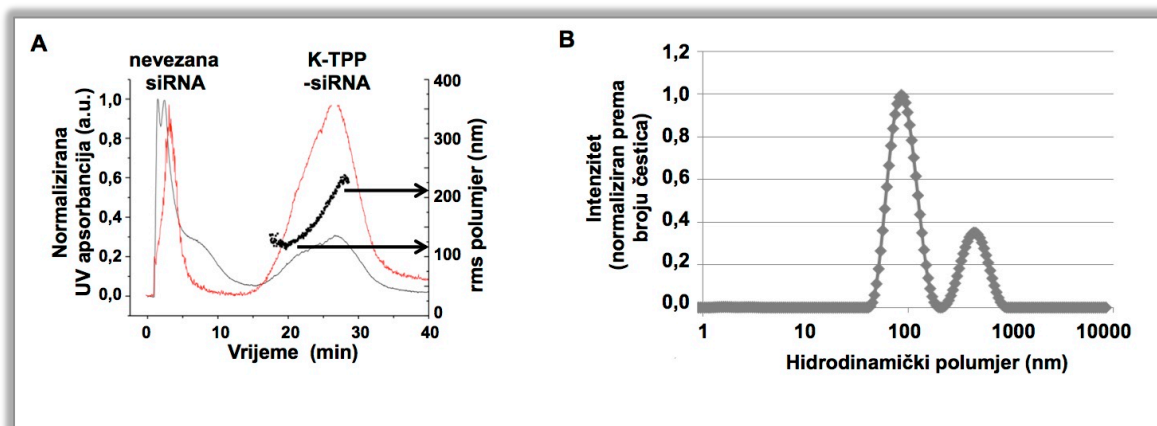 A
nevezana
siRNA
K-TPP
-siRNA
Normalizirana
UV apsorbancija (a.u.)
1,0
0,8
0,6
0,4
0,2
0,0
0
10
20
30
40
Vrijeme (min)
400
300
200
100
0
rms polumjer (nm)
B
Intenzitet
(normaliziran prema
broju čestica)
1,2
1,0
0,8
0,6
0,4
0,2
0,0
1
10
100
1000
10000
Hidrodinamički polumjer (nm)